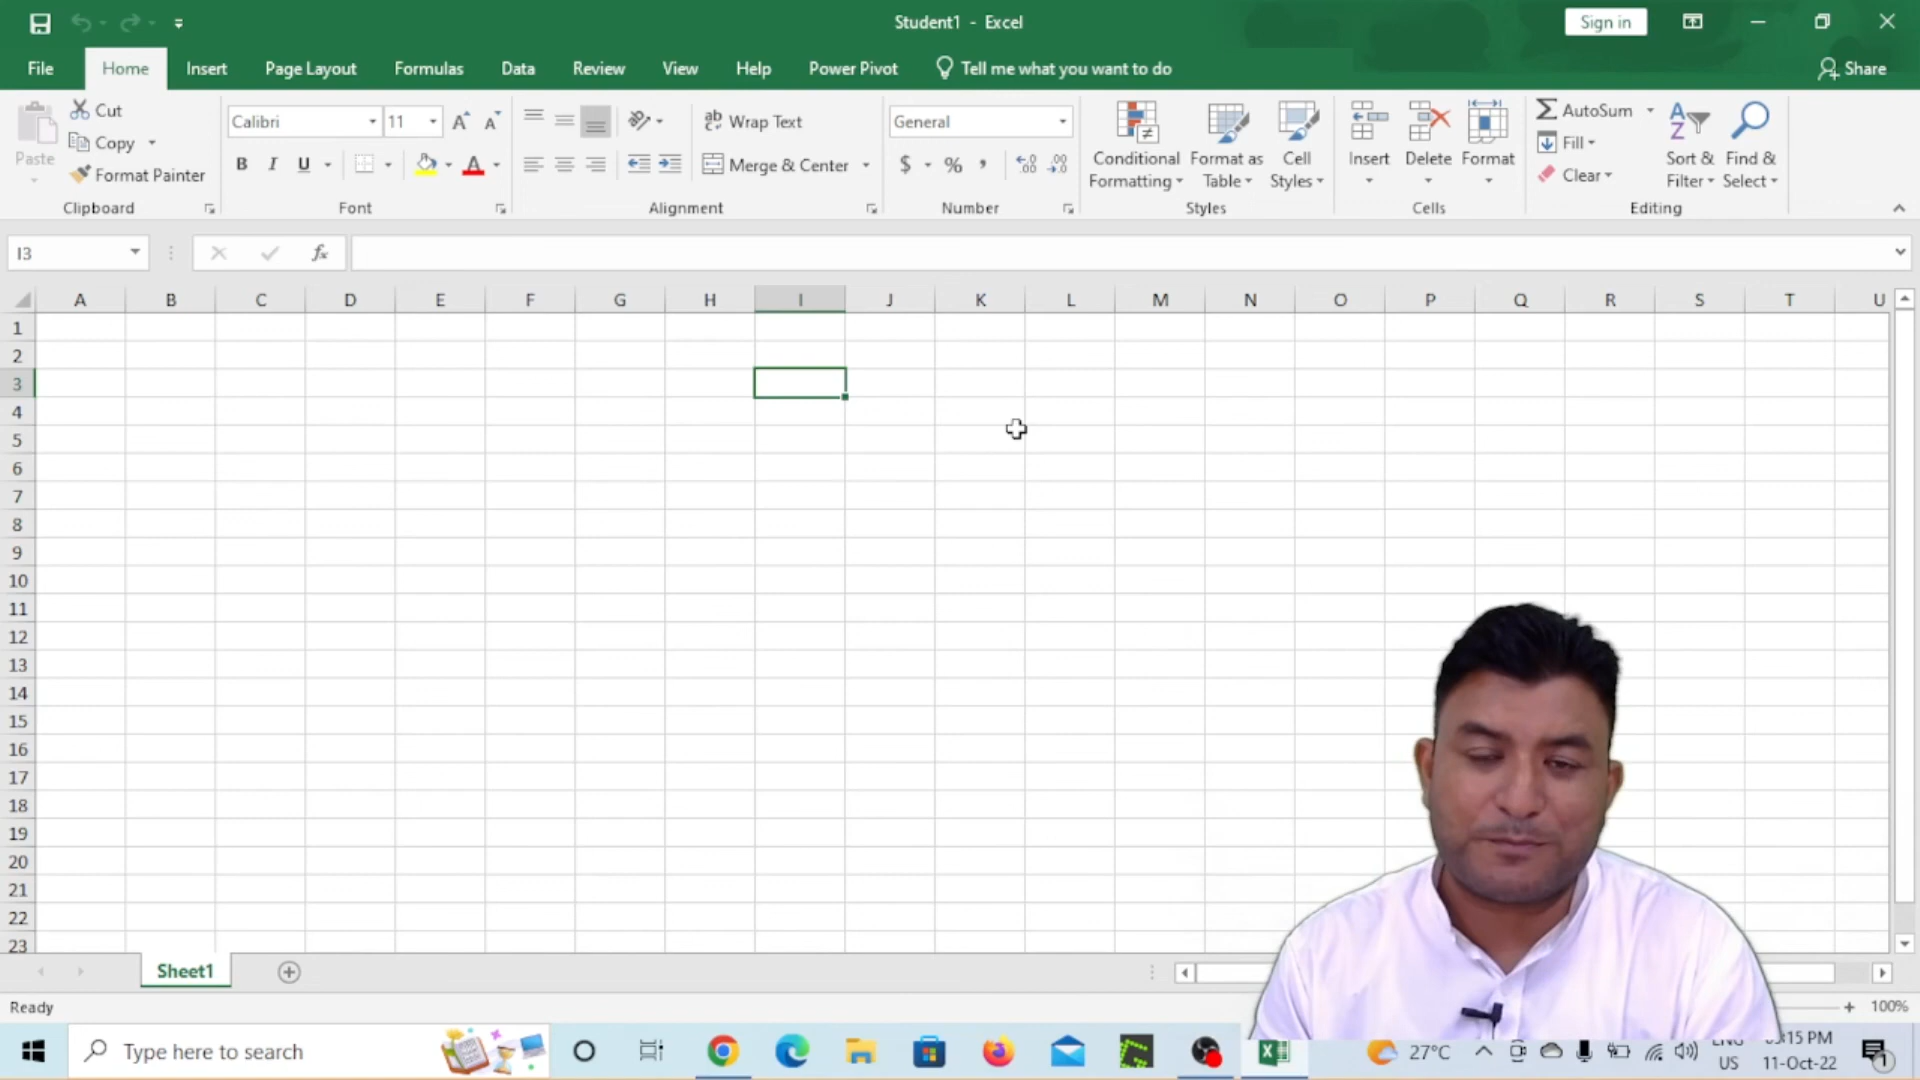 Student1 - Excel
Sign in
File Home Insert Page Layout Formulas Data Review View Help Power Pivot Tell me what you want to do Share
Paste
Cut
Copy
Format Painter
Clipboard
Calibri 11
B I U A
Font
ab Wrap Text
Merge & Center
Alignment
General
$ % ,
Number
Conditional Formatting
Format as Table
Cell Styles
Styles
Insert Delete Format
Cells
AutoSum
Fill
Clear
Sort & Filter
Find & Select
Editing
I3
fx
A B C D E F G H I J K L M N O P Q R S T U
1
2
3
4
5
6
7
8
9
10
11
12
13
14
15
16
17
18
19
20
21
22
23
Sheet1
Ready
100%
Type here to search
27°C
US
:15 PM
11-Oct-22
1